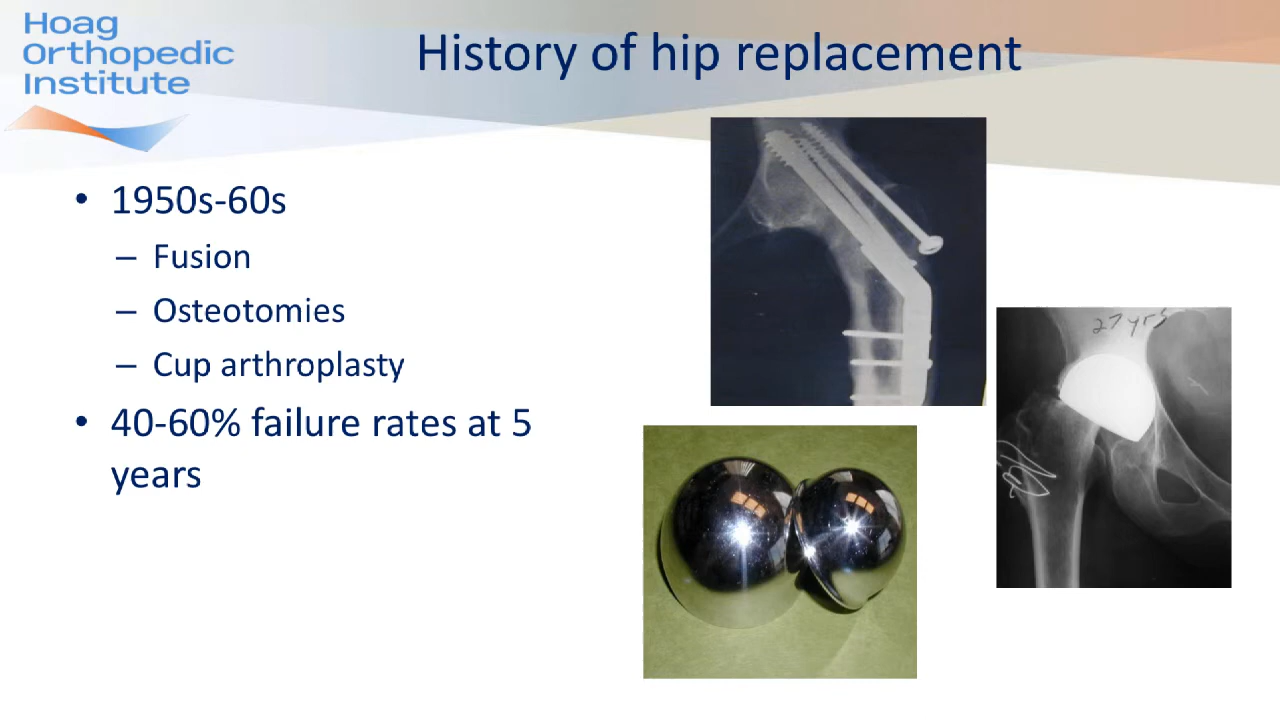 Hoag
Orthopedic
Institute
History of hip replacement
• 1950s-60s
– Fusion
– Osteotomies
– Cup arthroplasty
• 40-60% failure rates at 5
years
27 yrs